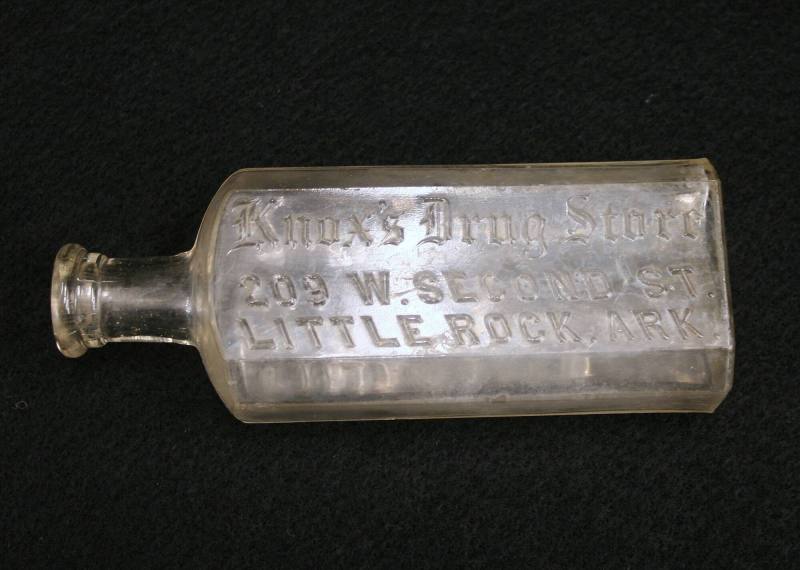 Knox's Drug Store
209 W. SECOND ST.
LITTLE ROCK, ARK.